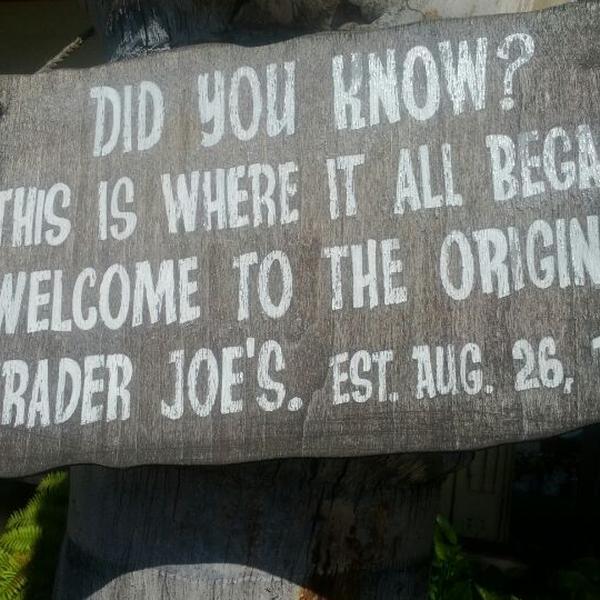 DID YOU KNOW?
THIS IS WHERE IT ALL BEGA
WELCOME TO THE ORIGIN
RADER JOE'S. EST. AUG. 26,